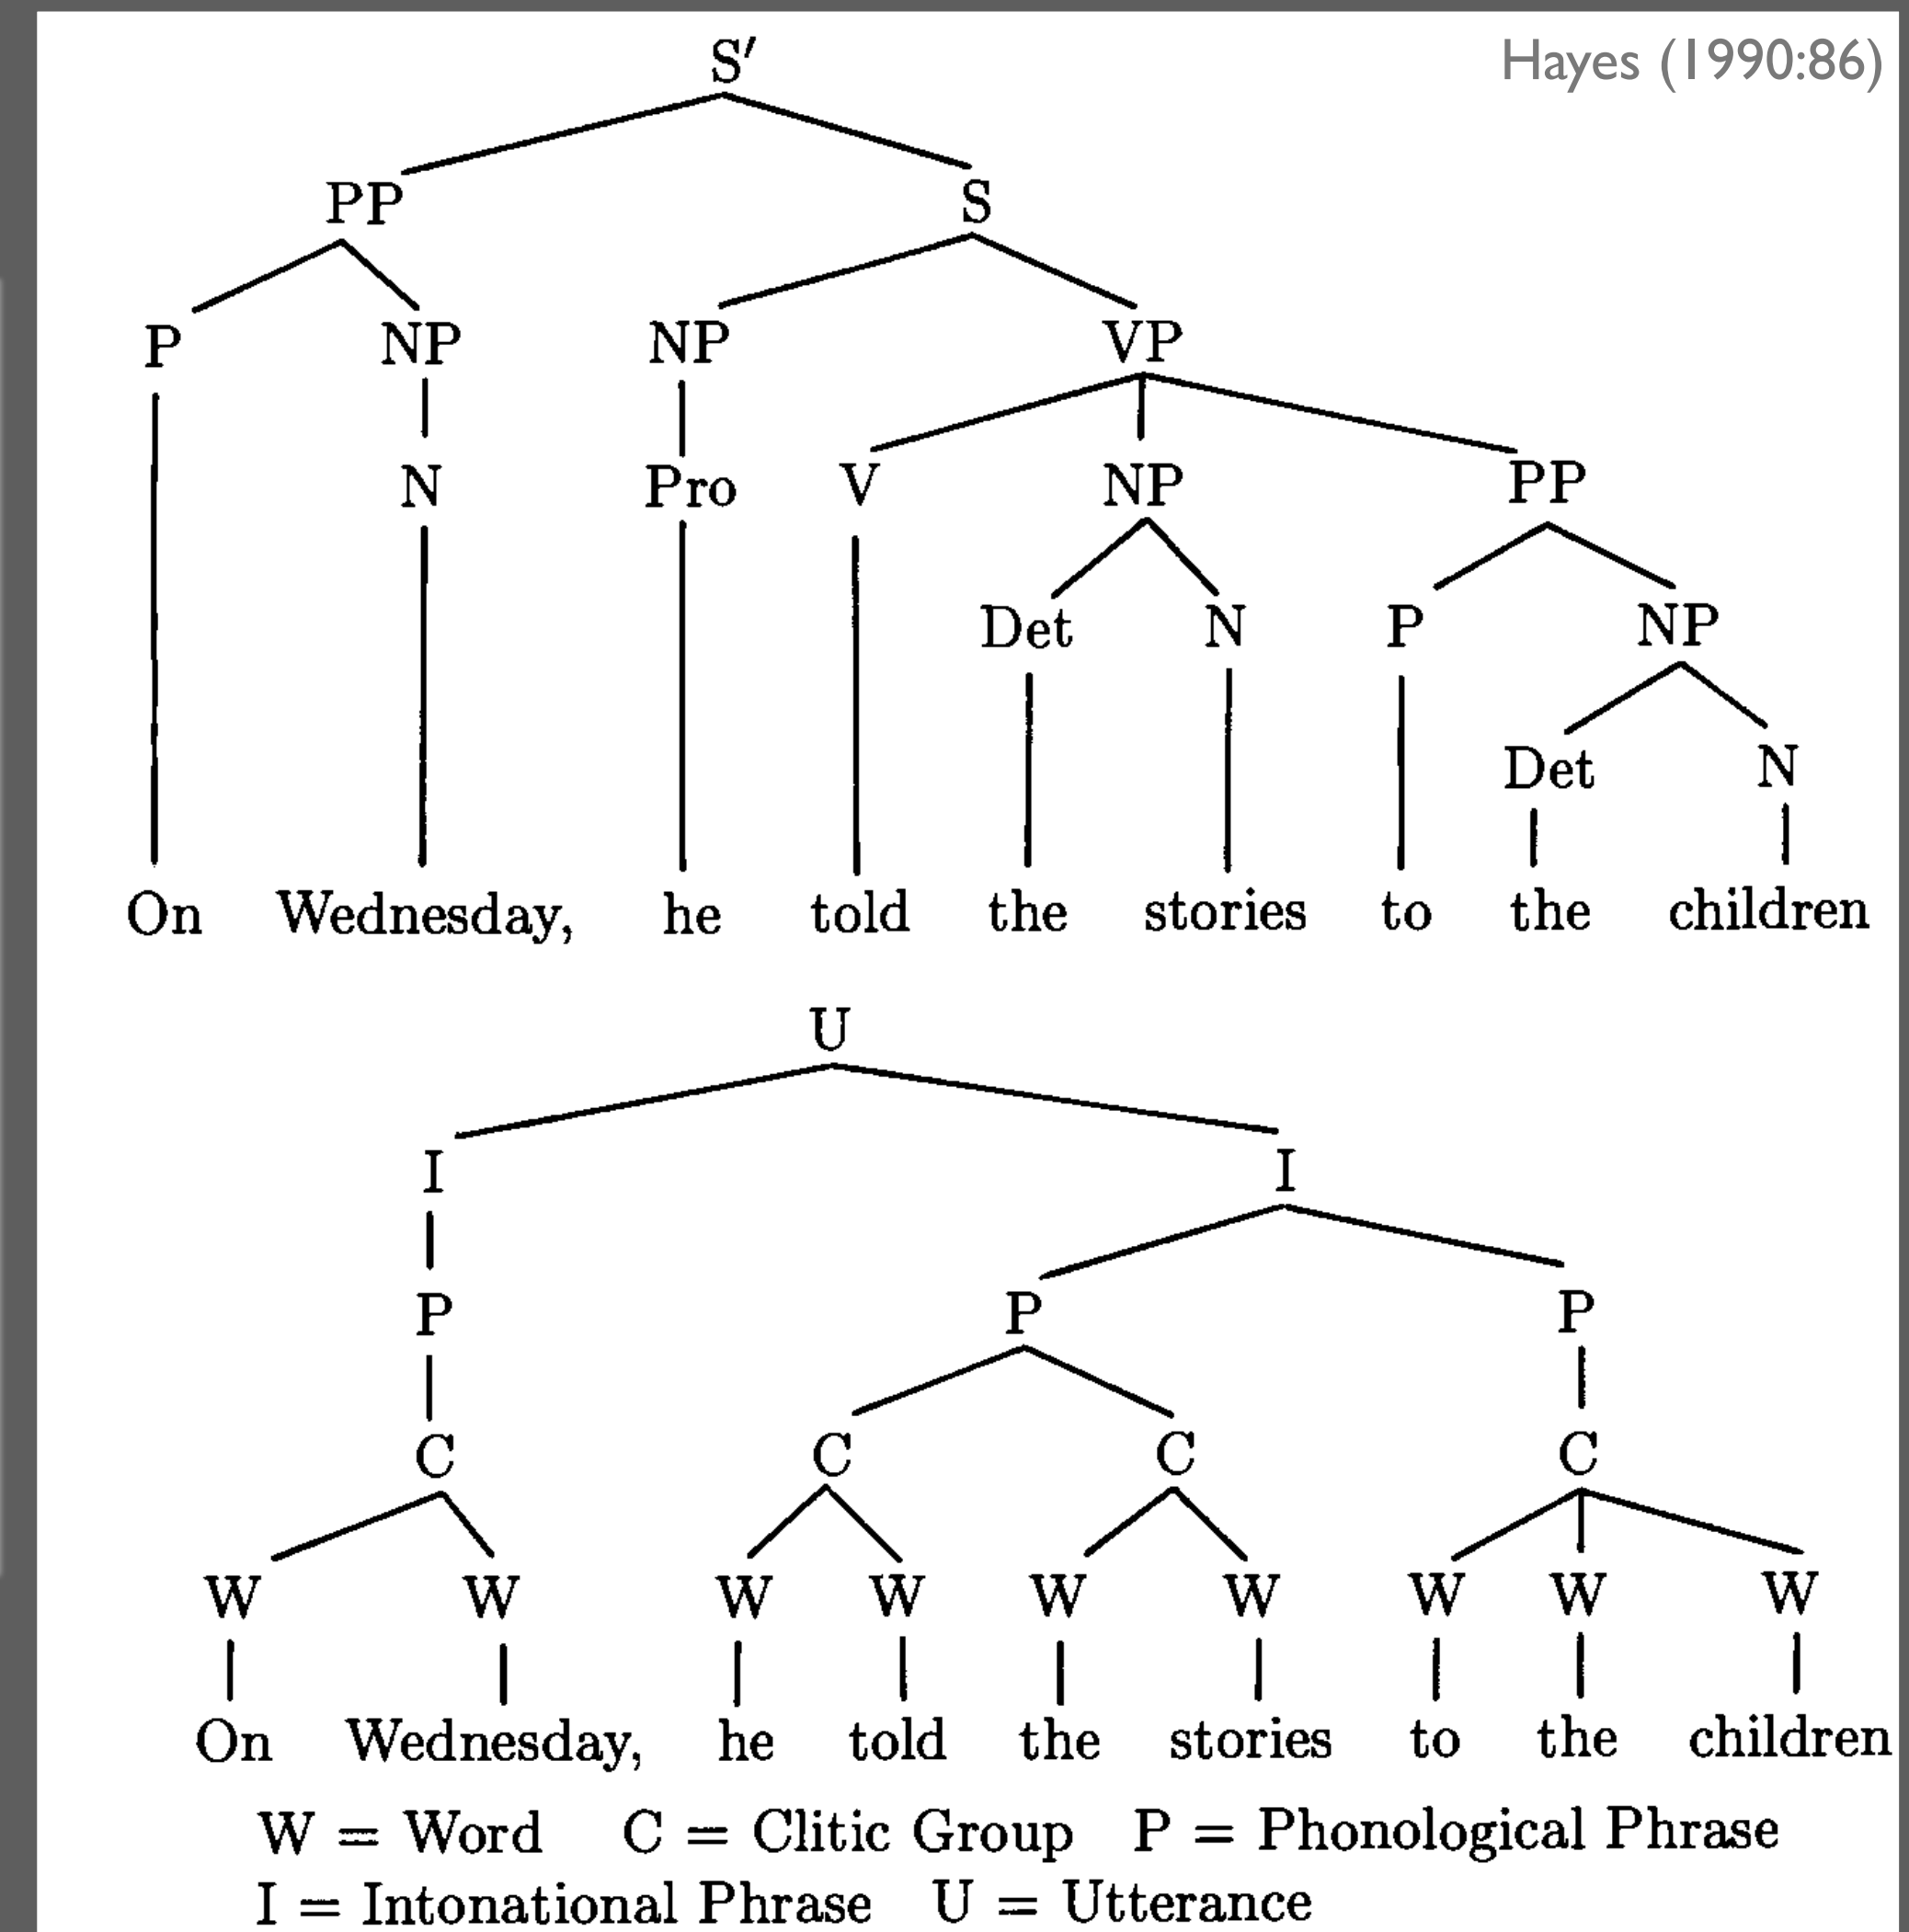 Hayes (1990:86)
S′
PP S
P NP NP VP
N Pro V NP PP
Det N P NP
Det N
On Wednesday, he told the stories to the children
U
I I
P P P
C C C C
W W W W W W W W W
On Wednesday, he told the stories to the children
W = Word C = Clitic Group P = Phonological Phrase
I = Intonational Phrase U = Utterance